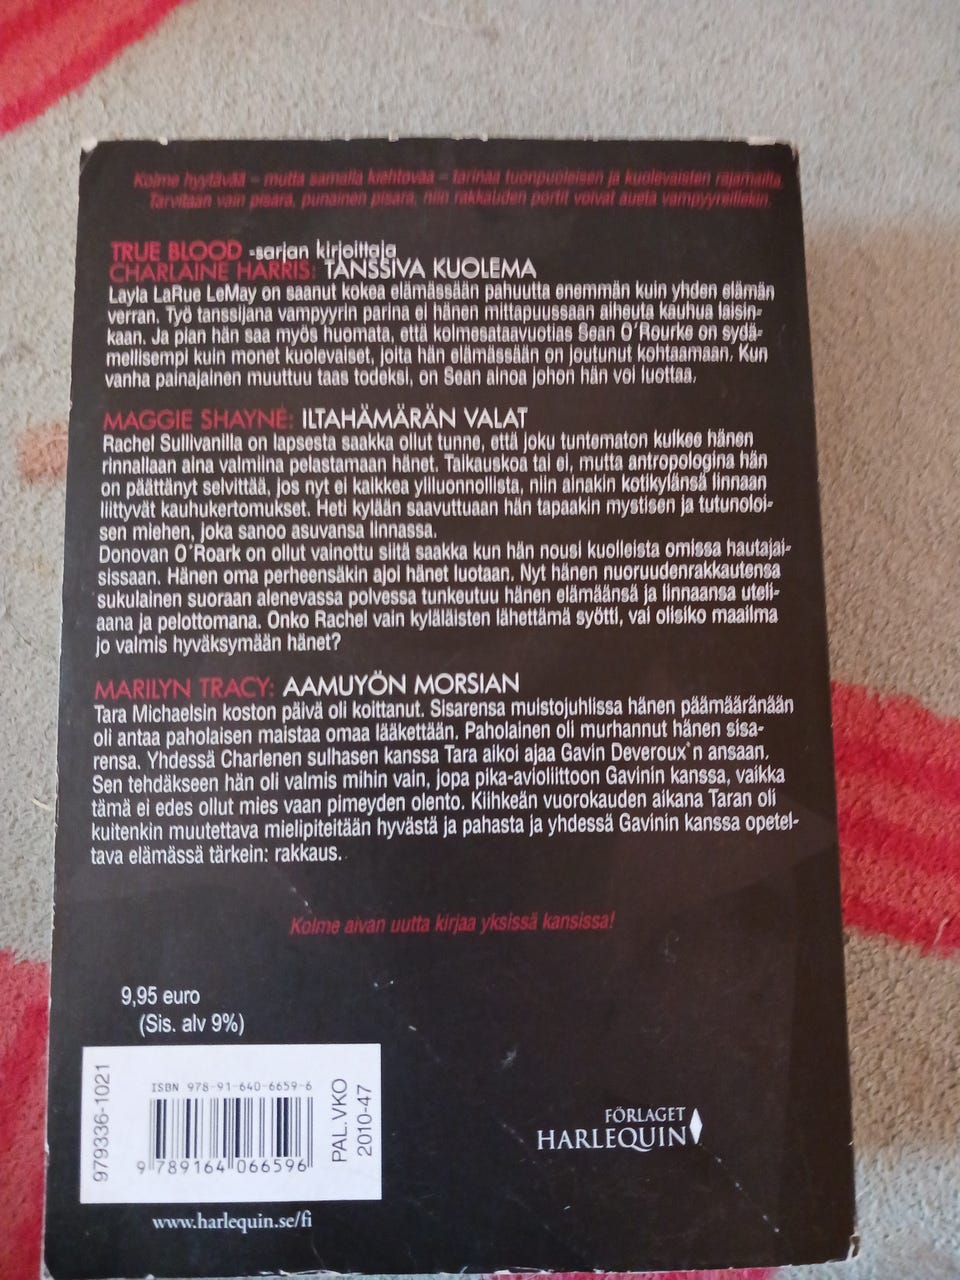 Kolme hyytävää – mutta samalla kiehtovaa – tarinaa tuonpuoleisen ja kuolevaisten rajamailta.
Tarvitaan vain pisara, punainen pisara, niin rakkauden portit voivat aueta vampyyreillekin.
TRUE BLOOD -sarjan kirjoittaja
CHARLAINE HARRIS: TANSSIVA KUOLEMA
Layla LaRue LeMay on saanut kokea elämässään pahuutta enemmän kuin yhden elämän
verran. Työ tanssijana vampyyrin parina ei hänen mittapuussaan aiheuta kauhua laisin-
kaan. Ja pian hän saa myös huomata, että kolmesataavuotias Sean O'Rourke on sydä-
mellisempi kuin monet kuolevaiset, joita hän elämässään on joutunut kohtaamaan. Kun
vanha painajainen muuttuu taas todeksi, on Sean ainoa johon hän voi luottaa.
MAGGIE SHAYNE: ILTAHÄMÄRÄN VALAT
Rachel Sullivanilla on lapsesta saakka ollut tunne, että joku tuntematon kulkee hänen
rinnallaan aina valmiina pelastamaan hänet. Taikauskoa tai ei, mutta antropologina hän
on päättänyt selvittää, jos nyt ei kaikkea yliluonnollista, niin ainakin kotikylänsä linnaan
liittyvät kauhukertomukset. Heti kylään saavuttuaan hän tapaakin mystisen ja tutunoloi-
sen miehen, joka sanoo asuvansa linnassa.
Donovan O'Roark on ollut vainottu siitä saakka kun hän nousi kuolleista omissa hautajai-
sissaan. Hänen oma perheensäkin ajoi hänet luotaan. Nyt hänen nuoruudenrakkautensa
sukulainen suoraan alenevassa polvessa tunkeutuu hänen elämäänsä ja linnaansa uteli-
aana ja pelottomana. Onko Rachel vain kyläläisten lähettämä syötti, vai olisiko maailma
jo valmis hyväksymään hänet?
MARILYN TRACY: AAMUYÖN MORSIAN
Tara Michaelsin koston päivä oli koittanut. Sisarensa muistojuhlissa hänen päämääränään
oli antaa paholaisen maistaa omaa lääkettään. Paholainen oli murhannut hänen sisa-
rensa. Yhdessä Charlenen sulhasen kanssa Tara aikoi ajaa Gavin Deveroux'n ansaan.
Sen tehdäkseen hän oli valmis mihin vain, jopa pika-avioliittoon Gavinin kanssa, vaikka
tämä ei edes ollut mies vaan pimeyden olento. Kiihkeän vuorokauden aikana Taran oli
kuitenkin muutettava mielipiteitään hyvästä ja pahasta ja yhdessä Gavinin kanssa opetel-
tava elämässä tärkein: rakkaus.
Kolme aivan uutta kirjaa yksissä kansissa!
9,95 euro
(Sis. alv 9%)
979336-1021
ISBN 978-91-640-6659-6
9 789164 066596
PAL.VKO
2010-47
FÖRLAGET
HARLEQUIN
www.harlequin.se/fi